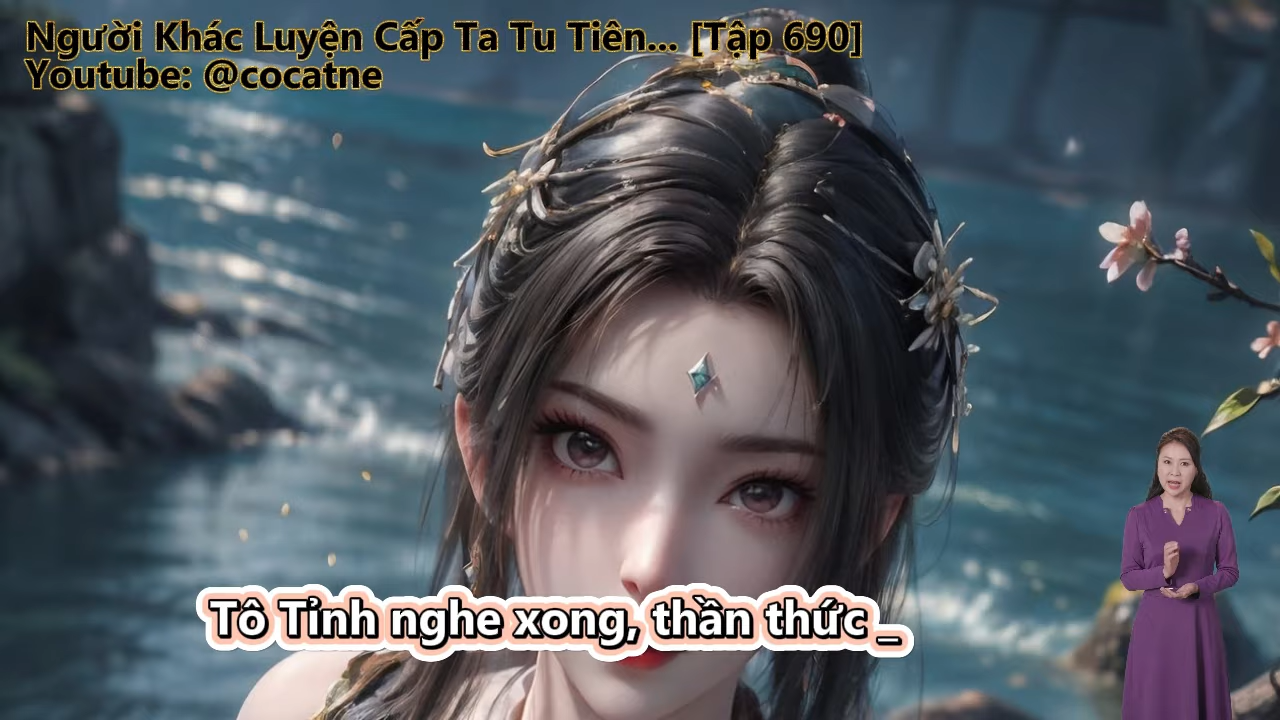 Người Khác Luyện Cấp Ta Tu Tiên... [Tập 690]
Youtube: @cocatne
Tô Tỉnh nghe xong, thần thức _